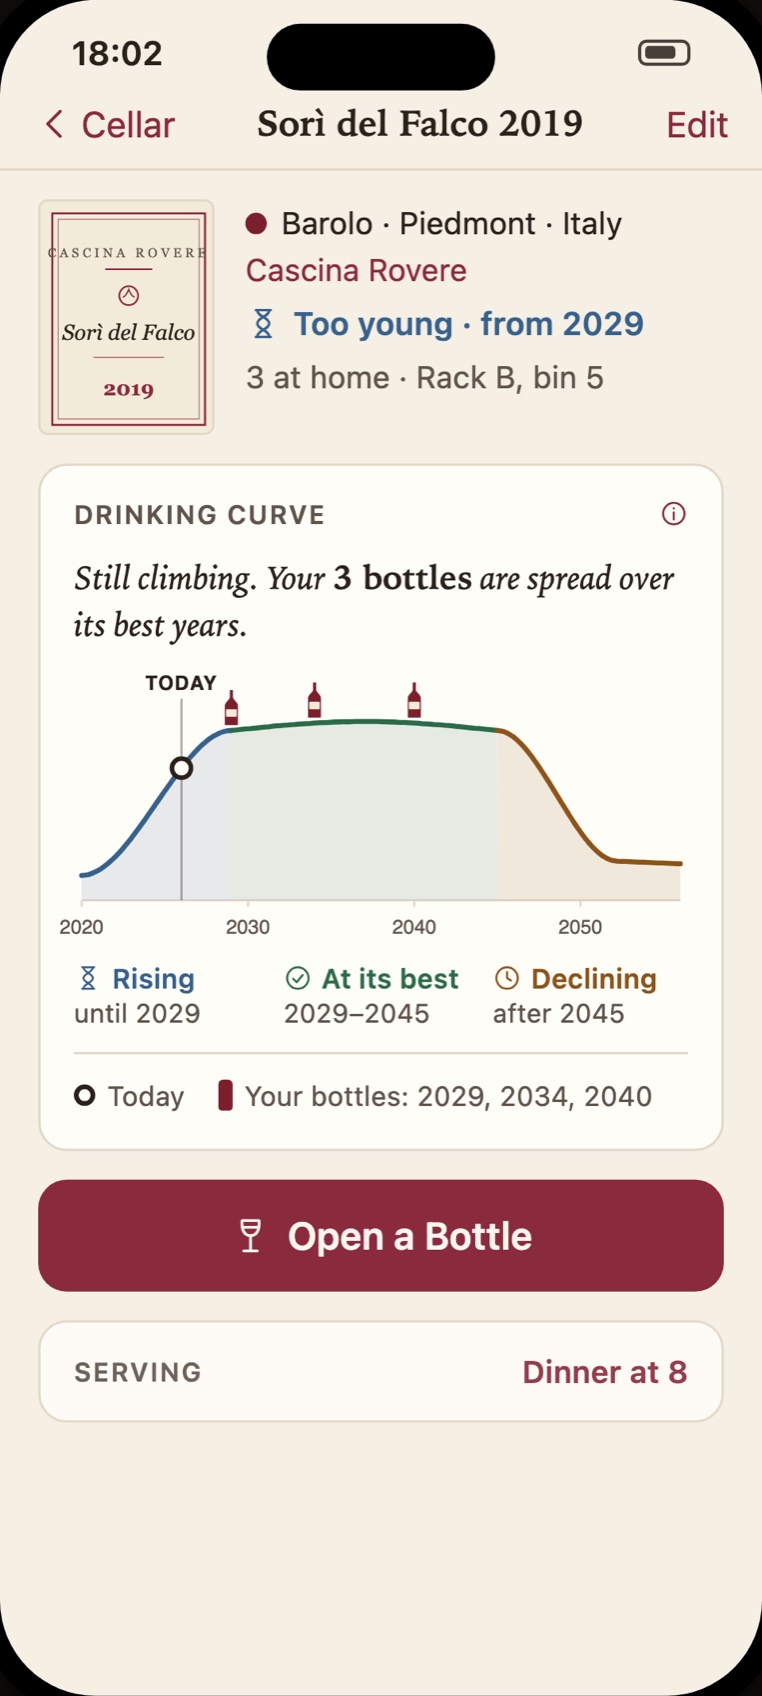 18:02
Cellar
Sorì del Falco 2019
Edit
CASCINA ROVERE
Sorì del Falco
2019
Barolo · Piedmont · Italy
Cascina Rovere
Too young · from 2029
3 at home · Rack B, bin 5
DRINKING CURVE
Still climbing. Your 3 bottles are spread over
its best years.
TODAY
2020 2030 2040 2050
Rising
until 2029
At its best
2029–2045
Declining
after 2045
Today
Your bottles: 2029, 2034, 2040
Open a Bottle
SERVING
Dinner at 8